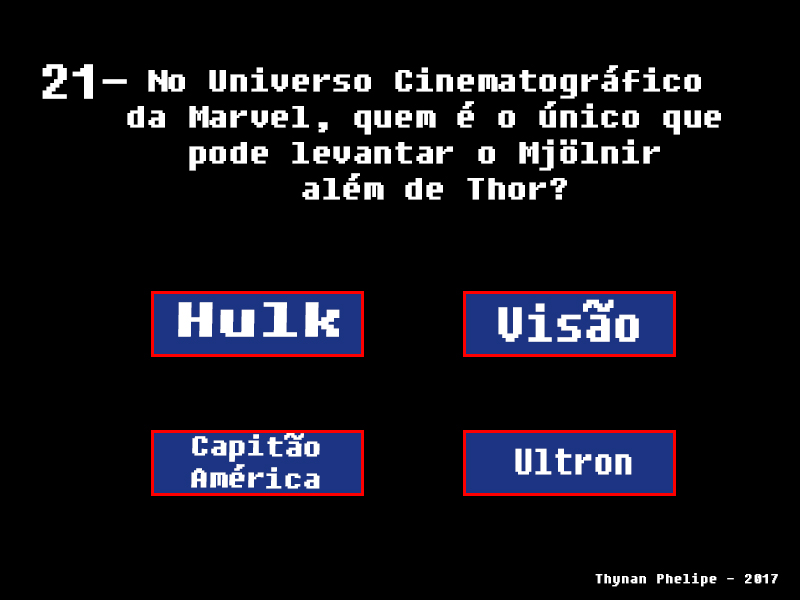 21- No Universo Cinematográfico
da Marvel, quem é o único que
pode levantar o Mjölnir
além de Thor?
Hulk
Visão
Capitão
América
Ultron
Thynan Phelipe - 2017